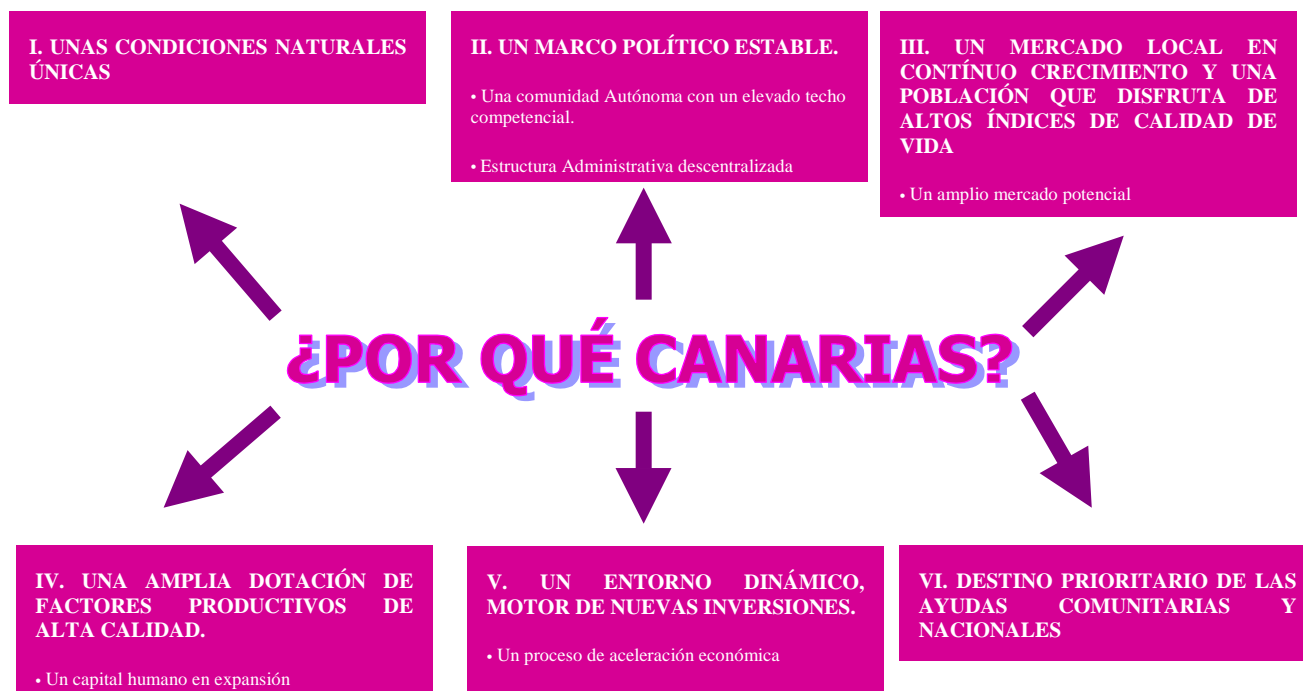 I. UNAS CONDICIONES NATURALES
ÚNICAS
II. UN MARCO POLÍTICO ESTABLE.
• Una comunidad Autónoma con un elevado techo
competencial.
• Estructura Administrativa descentralizada
III. UN MERCADO LOCAL EN
CONTÍNUO CRECIMIENTO Y UNA
POBLACIÓN QUE DISFRUTA DE
ALTOS ÍNDICES DE CALIDAD DE
VIDA
• Un amplio mercado potencial
¿POR QUÉ CANARIAS?
IV. UNA AMPLIA DOTACIÓN DE
FACTORES PRODUCTIVOS DE
ALTA CALIDAD.
• Un capital humano en expansión
V. UN ENTORNO DINÁMICO,
MOTOR DE NUEVAS INVERSIONES.
• Un proceso de aceleración económica
VI. DESTINO PRIORITARIO DE LAS
AYUDAS COMUNITARIAS Y
NACIONALES